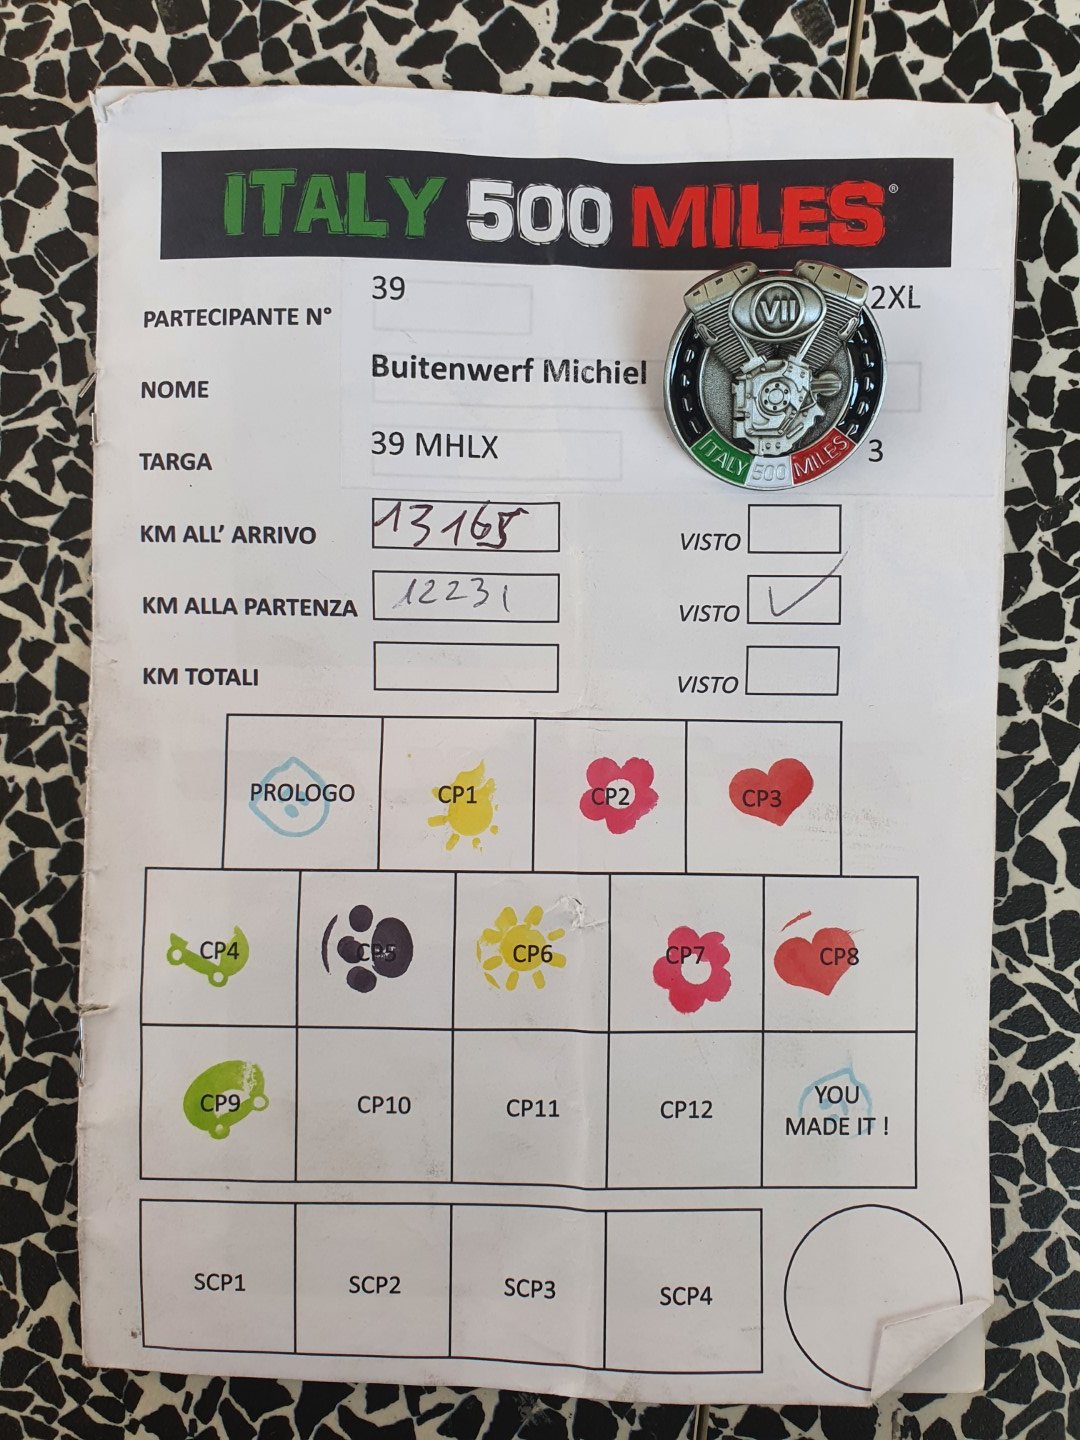 ITALY 500 MILES®
PARTECIPANTE N° 39 2XL
VII
NOME Buitenwerf Michiel
TARGA 39 MHLX 3
ITALY 500 MILES
KM ALL' ARRIVO 13165 VISTO
KM ALLA PARTENZA 12231 VISTO
KM TOTALI VISTO
PROLOGO CP1 CP2 CP3
CP4 CP5 CP6 CP7 CP8
CP9 CP10 CP11 CP12 YOU
MADE IT !
SCP1 SCP2 SCP3 SCP4